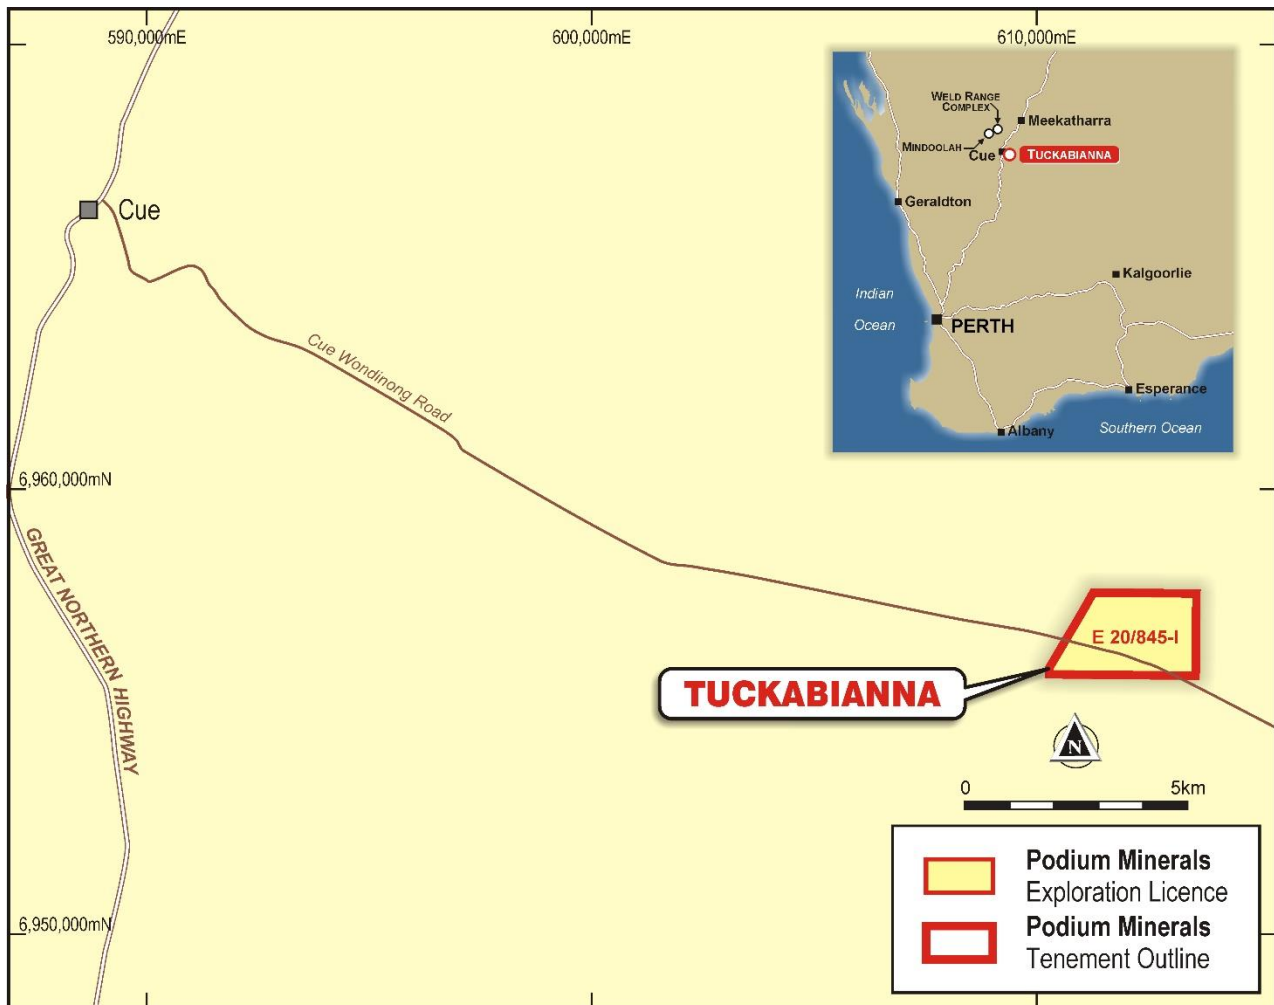 590,000mE
600,000mE
610,000mE
WELD RANGE
COMPLEX
Meekatharra
MINDOOLAH
Cue
TUCKABIANNA
Geraldton
Kalgoorlie
Indian
Ocean
PERTH
Esperance
Albany
Southern Ocean
Cue
Cue Wondinong Road
6,960,000mN
GREAT NORTHERN HIGHWAY
E 20/845-I
TUCKABIANNA
N
0 5km
Podium Minerals
Exploration Licence
Podium Minerals
Tenement Outline
6,950,000mN